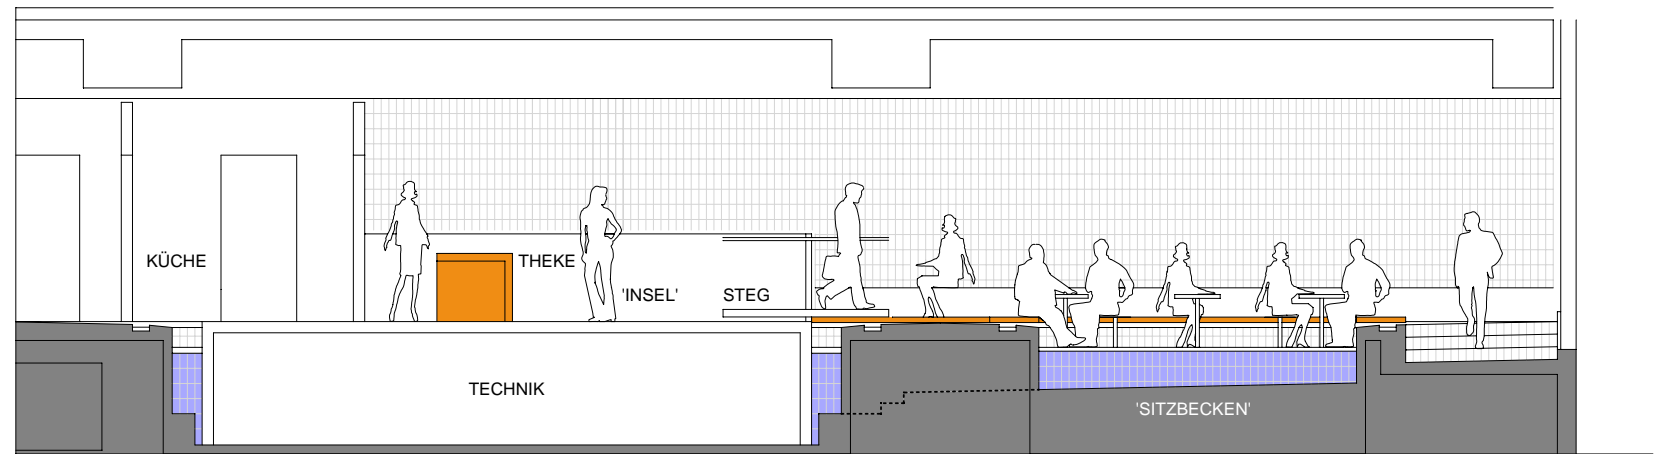 KÜCHE
THEKE
'INSEL'
STEG
TECHNIK
'SITZBECKEN'